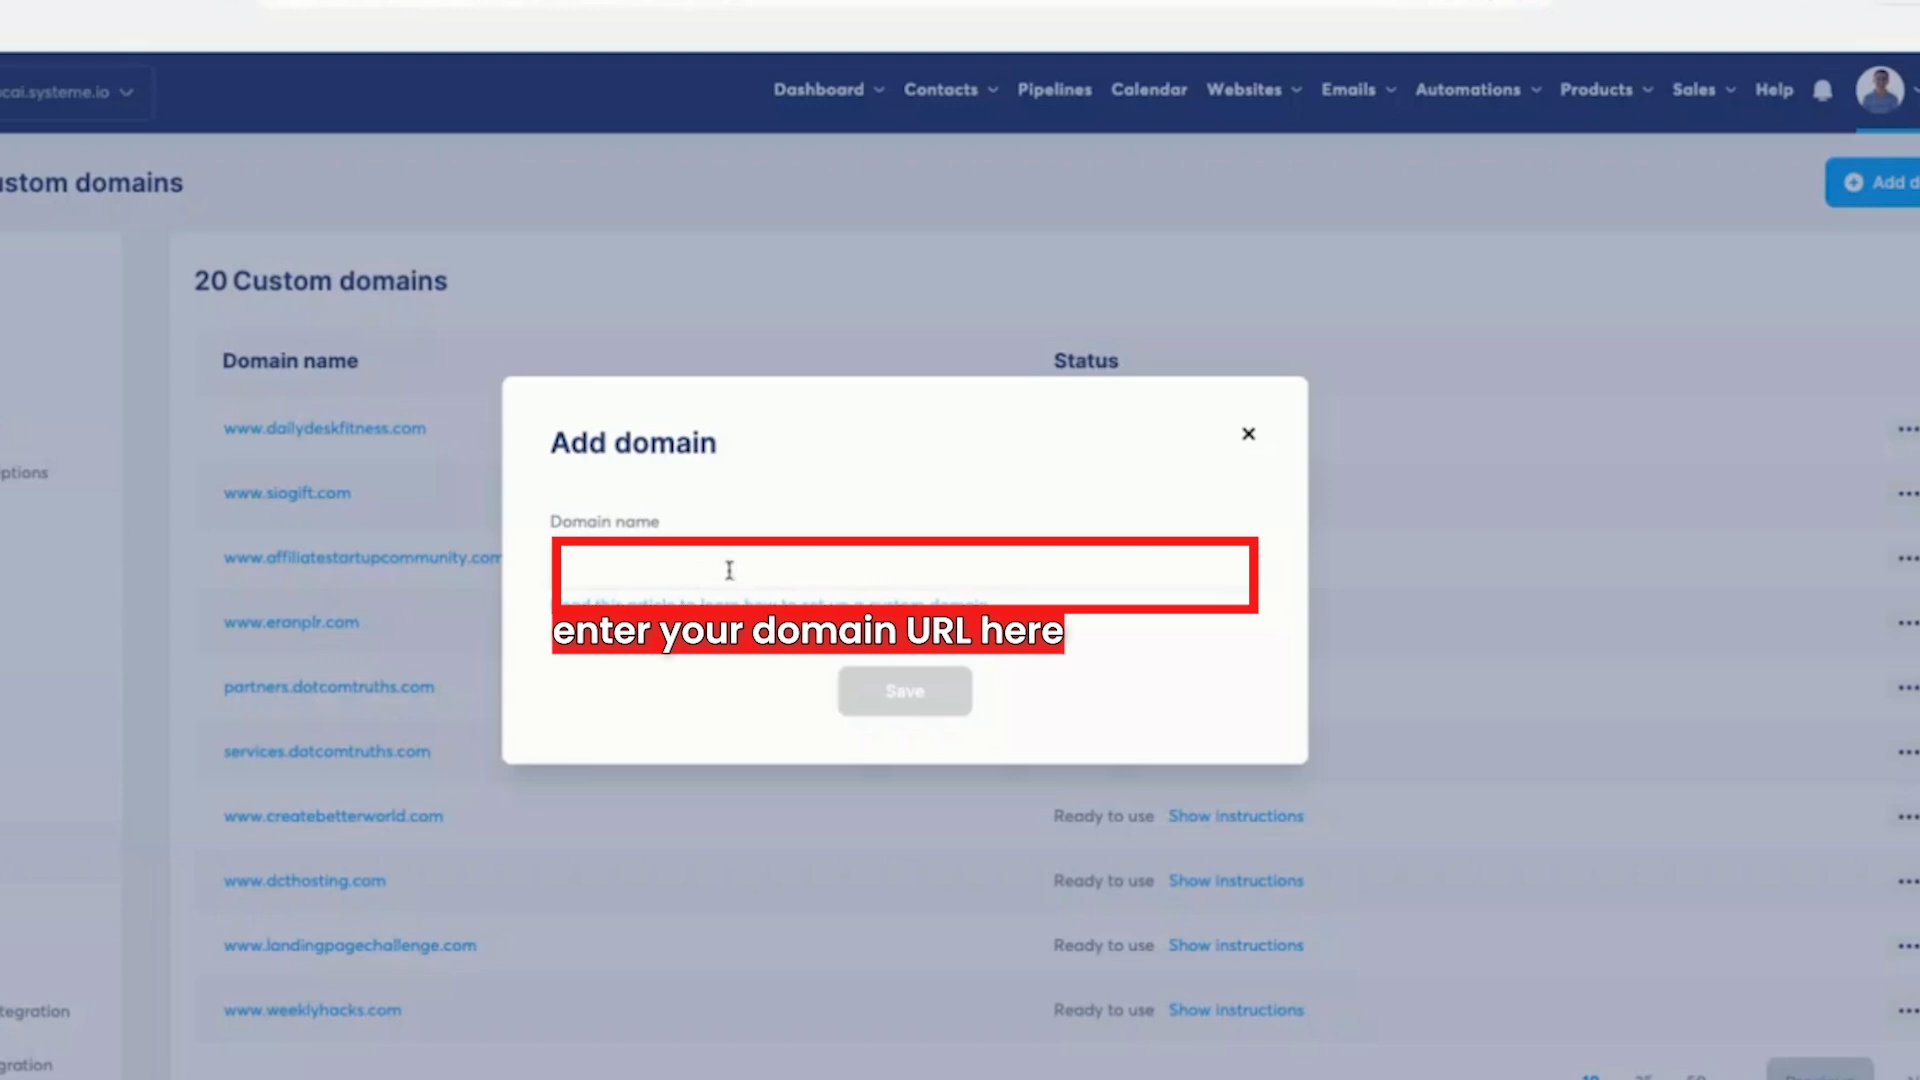 cai.systeme.io
Dashboard Contacts Pipelines Calendar Websites Emails Automations Products Sales Help
stom domains
Add d
20 Custom domains
Domain name Status
www.dailydeskfitness.com
ptions
www.siogift.com
www.affiliatestartupcommunity.com
www.eranplr.com
partners.dotcomtruths.com
services.dotcomtruths.com
www.createbetterworld.com Ready to use Show instructions
www.dcthosting.com Ready to use Show instructions
www.landingpagechallenge.com Ready to use Show instructions
www.weeklyhacks.com Ready to use Show instructions
tegration
gration
Add domain
Domain name
enter your domain URL here
Save